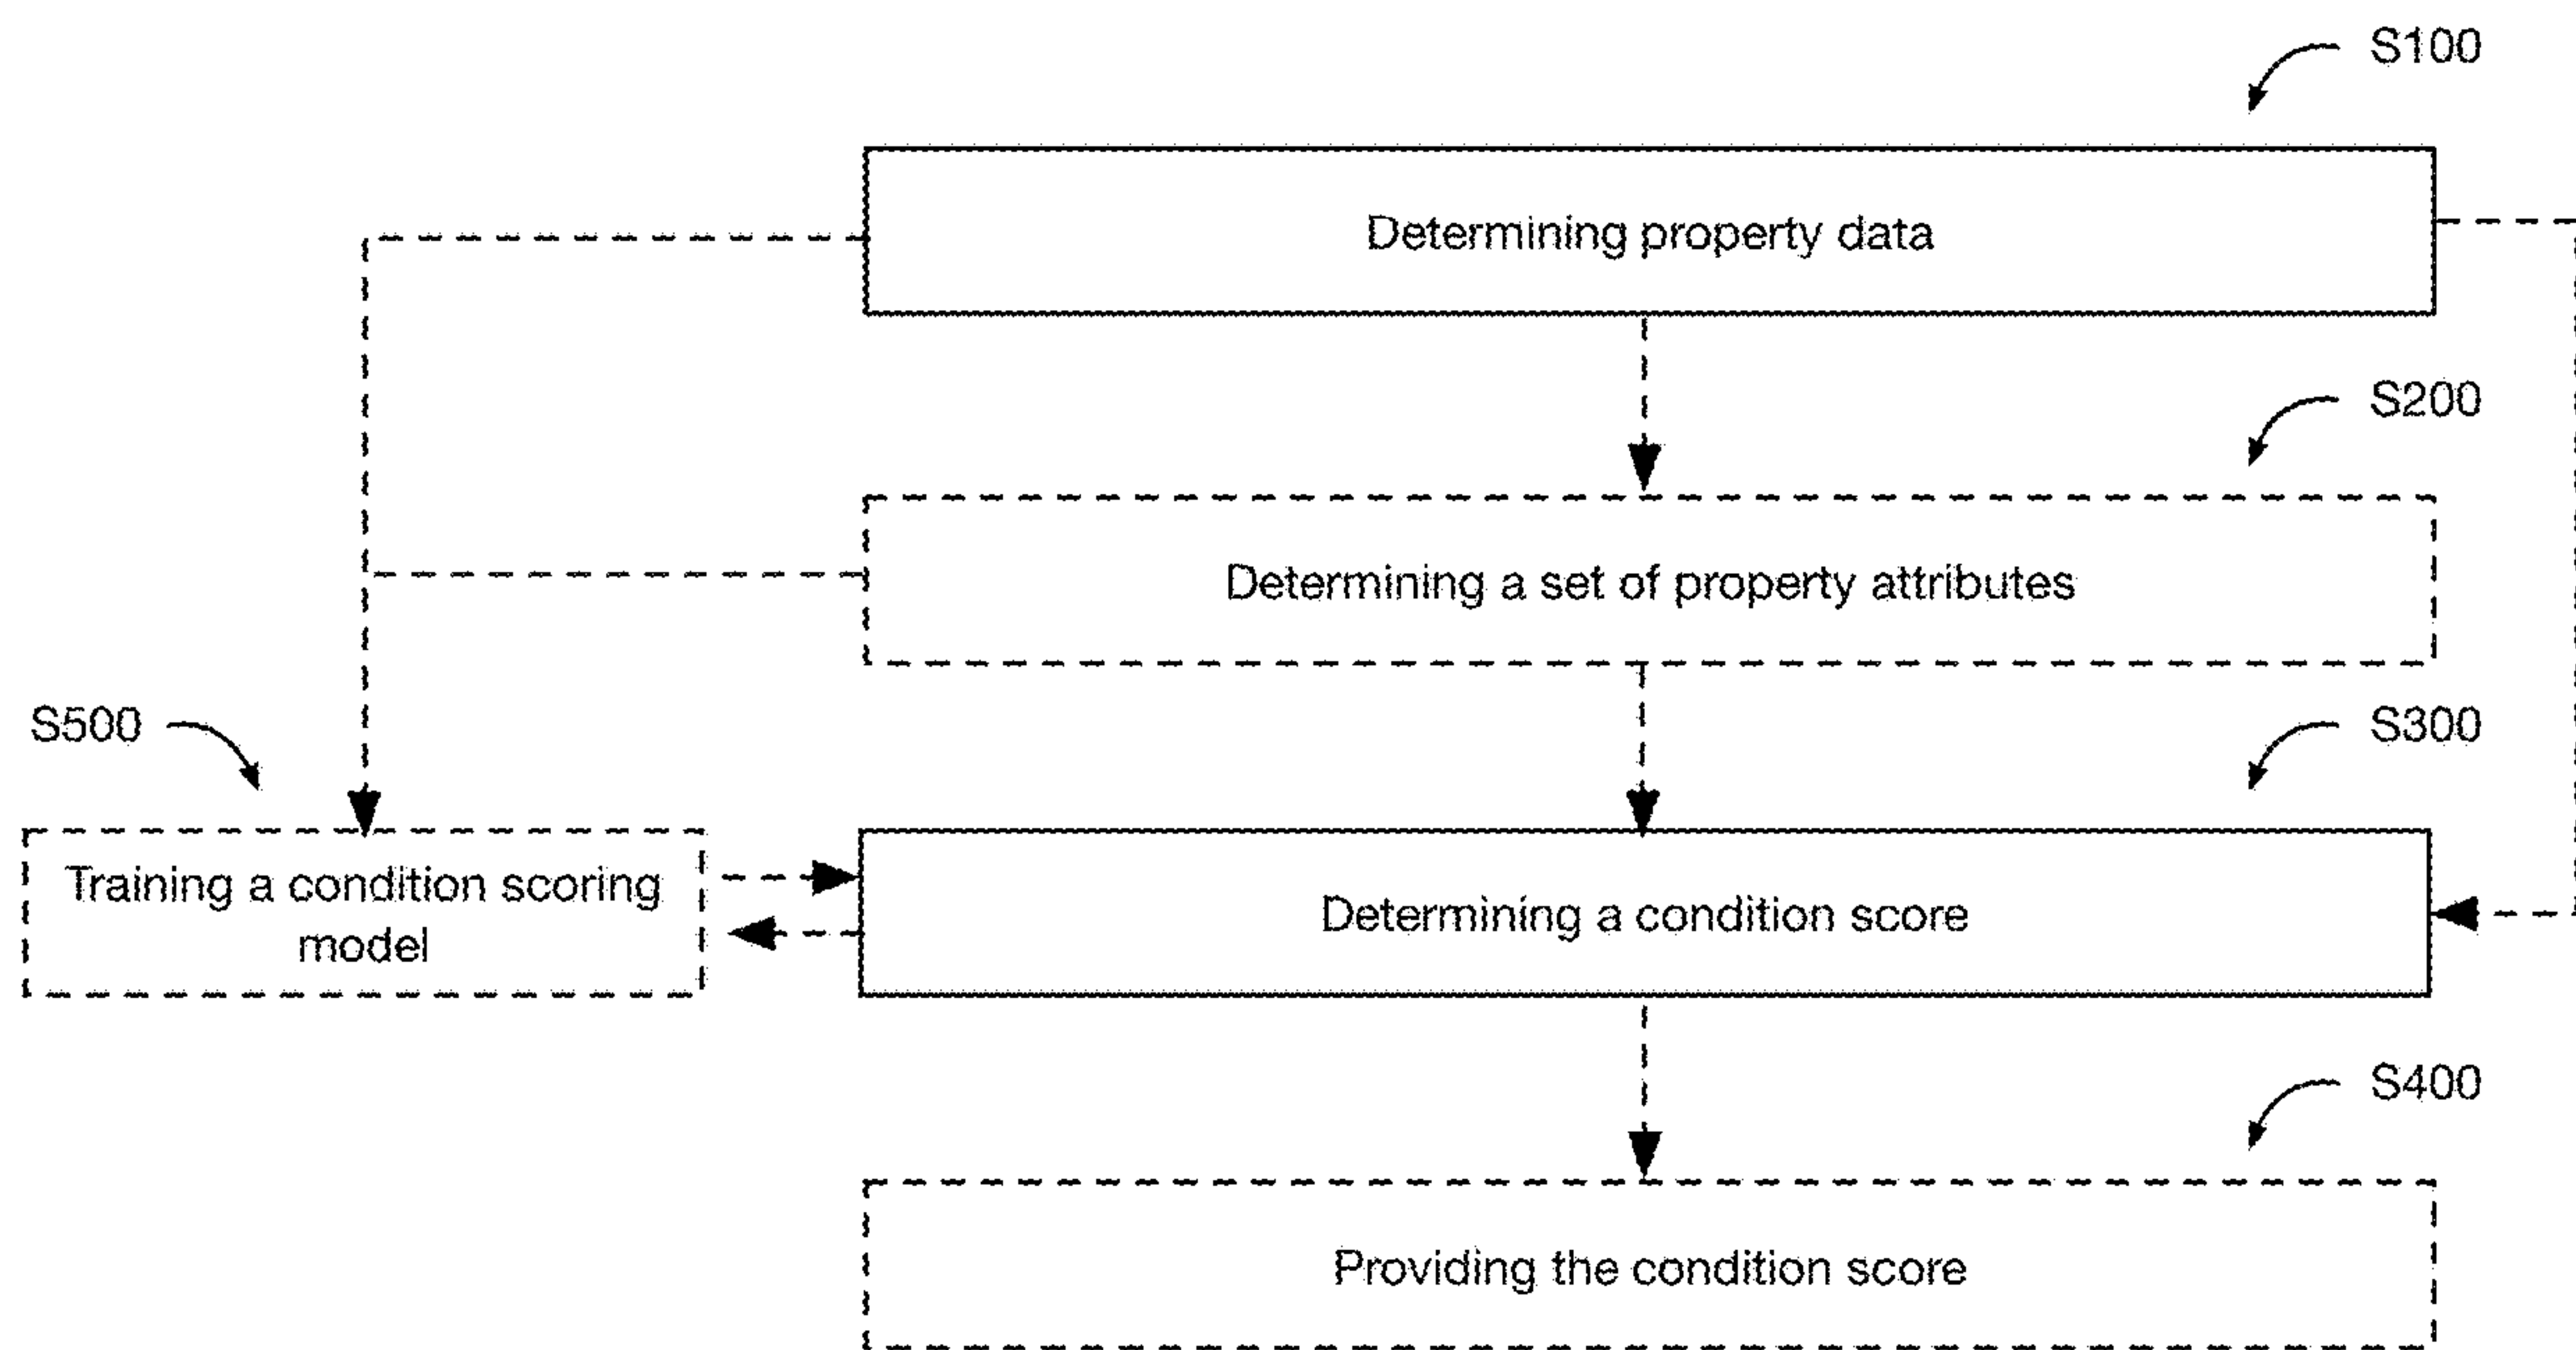 S100
Determining property data
S200
Determining a set of property attributes
S500
S300
Training a condition scoring
model
Determining a condition score
S400
Providing the condition score